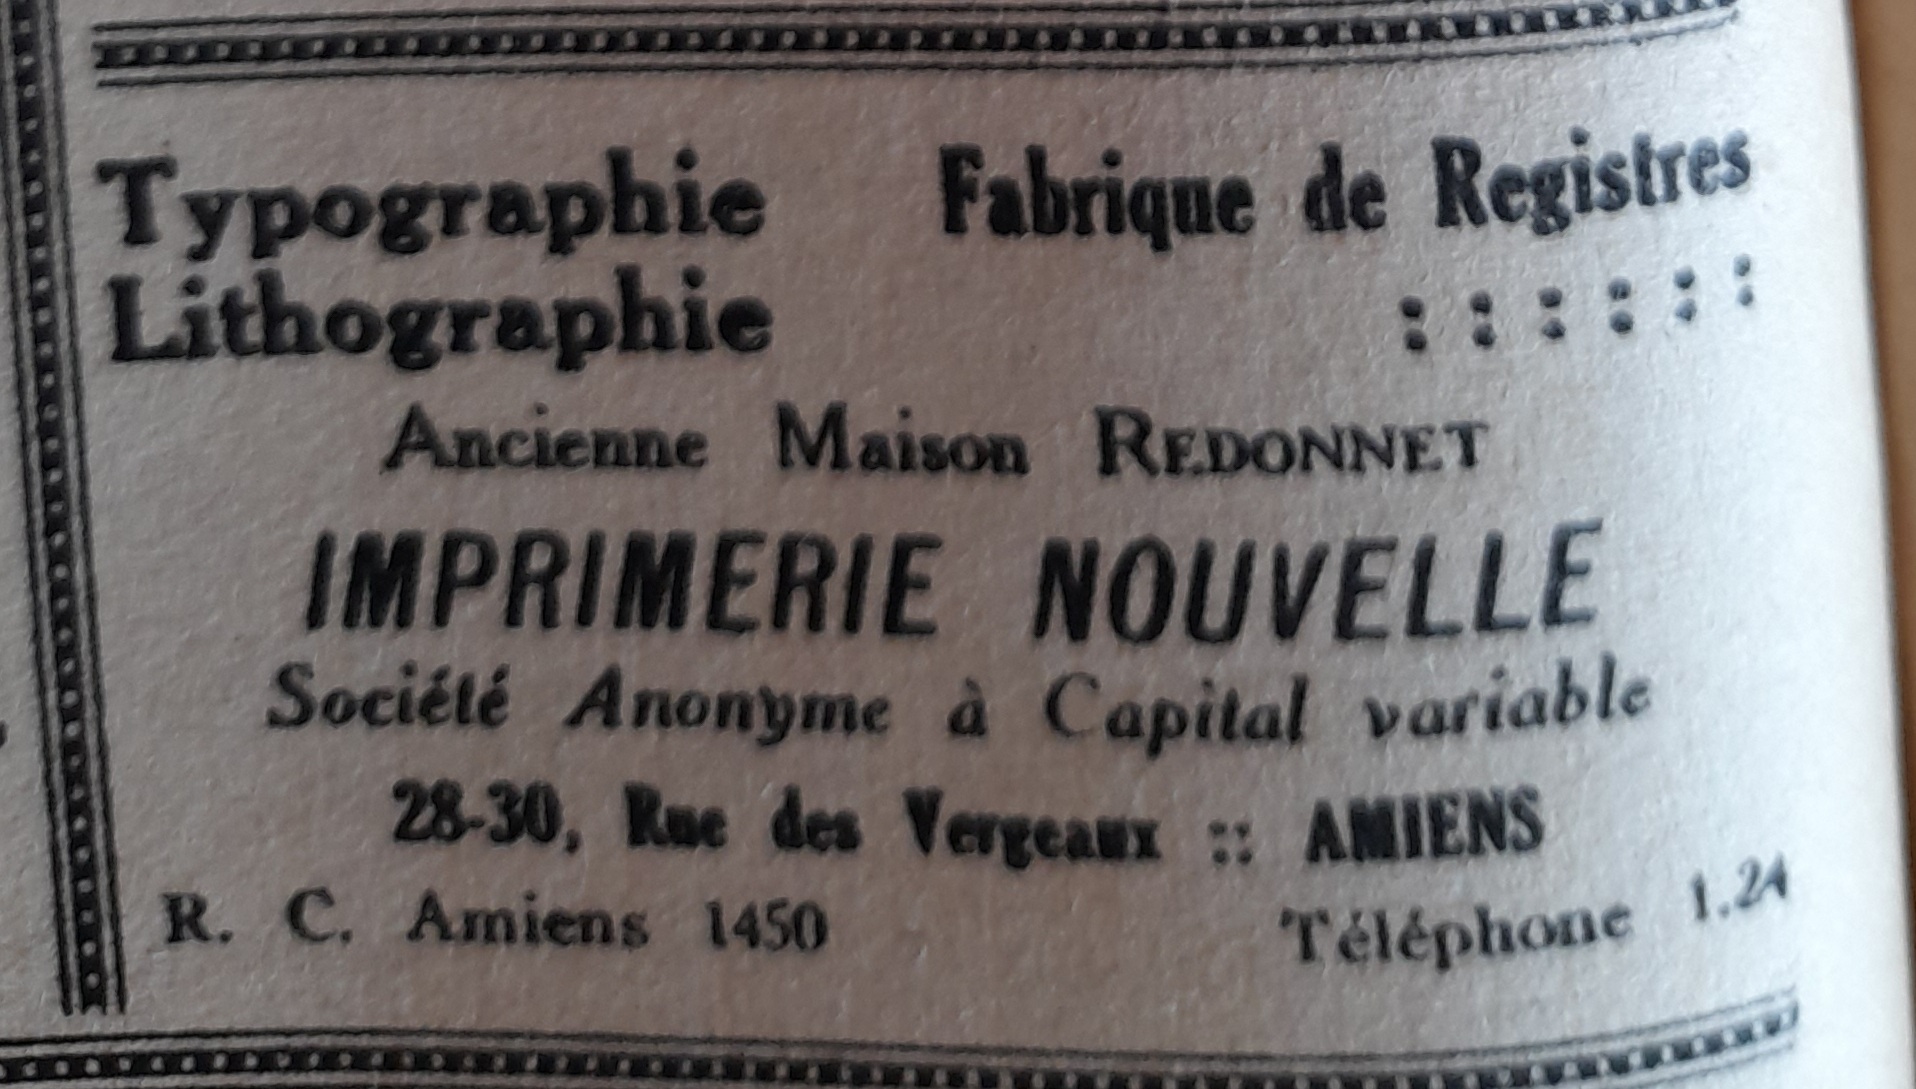 Typographie Fabrique de Registres
Lithographie : : : : : :
Ancienne Maison REDONNET
IMPRIMERIE NOUVELLE
Société Anonyme à Capital variable
28-30, Rue des Vergeaux :: AMIENS
R. C. Amiens 1450 Téléphone 1.24